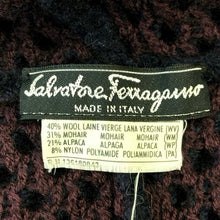 Salvatore Ferragamo
MADE IN ITALY
40% WOOL LAINE VIERGE LANA VERGINE (WV)
31% MOHAIR MOHAIR MOHAIR (WM)
21% ALPACA ALPAGA ALPACA (WP)
8% NYLON POLYAMIDE POLIAMMIDICA (PA)